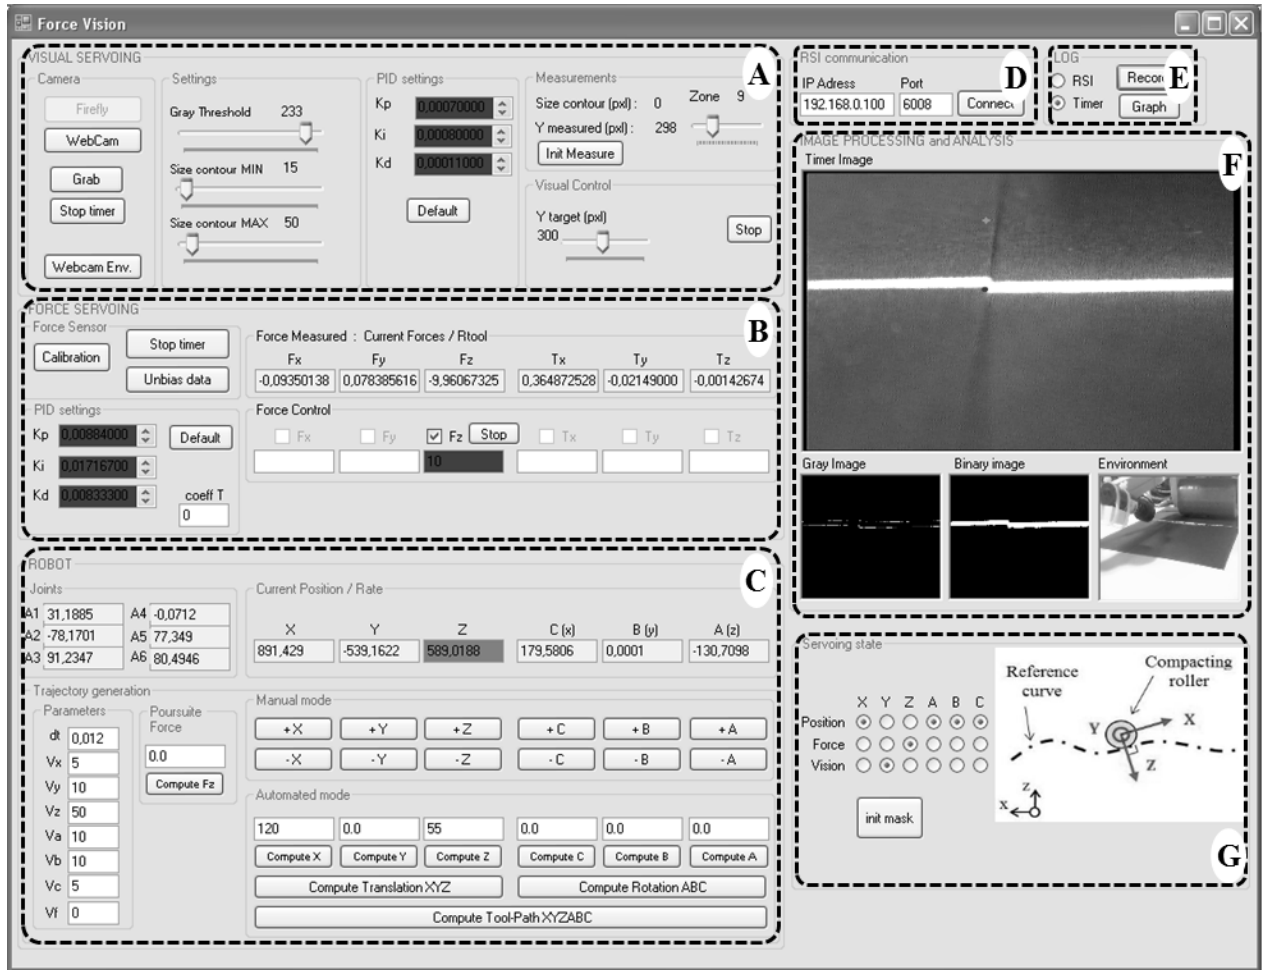 Force Vision
VISUAL SERVOING
A
Camera
Firefly
WebCam
Grab
Stop timer
Webcam Env.
Settings
Gray Threshold 233
Size contour MIN 15
Size contour MAX 50
PID settings
Kp 0,00070000
Ki 0,00080000
Kd 0,00011000
Default
Measurements
Size contour (pxl) : 0 Zone 9
Y measured (pxl) : 298
Init Measure
Visual Control
Y target (pxl)
300
Stop
FORCE SERVOING
B
Force Sensor
Calibration
Stop timer
Unbias data
Force Measured : Current Forces / Rtool
Fx Fy Fz Tx Ty Tz
-0,09350138 0,078385616 -9,96067325 0,364872528 -0,02149000 -0,00142674
PID settings
Kp 0,00884000 Default
Ki 0,01716700
Kd 0,00833300 coeff T
0
Force Control
Fx Fy Fz Stop Tx Ty Tz
10
ROBOT
C
Joints
A1 31,1885 A4 -0,0712
A2 -78,1701 A5 77,349
A3 91,2347 A6 80,4946
Current Position / Rate
X Y Z C (x) B (y) A (z)
891,429 -539,1622 589,0188 179,5806 0,0001 -130,7098
Trajectory generation
Parameters
dt 0,012
Vx 5
Vy 10
Vz 50
Va 10
Vb 10
Vc 5
Vf 0
Poursuite
Force
0.0
Compute Fz
Manual mode
+X +Y +Z +C +B +A
-X -Y -Z -C -B -A
Automated mode
120 0.0 55 0.0 0.0 0.0
Compute X Compute Y Compute Z Compute C Compute B Compute A
Compute Translation XYZ Compute Rotation ABC
Compute Tool-Path XYZABC
RSI communication
D
IP Adress Port
192.168.0.100 6008 Connect
LOG
E
RSI Record
Timer Graph
IMAGE PROCESSING and ANALYSIS
F
Timer Image
Gray Image Binary image Environment
Servoing state
X Y Z A B C
Position
Force
Vision
init mask
Reference
curve
Compacting
roller
Y X
Z
z
x
G